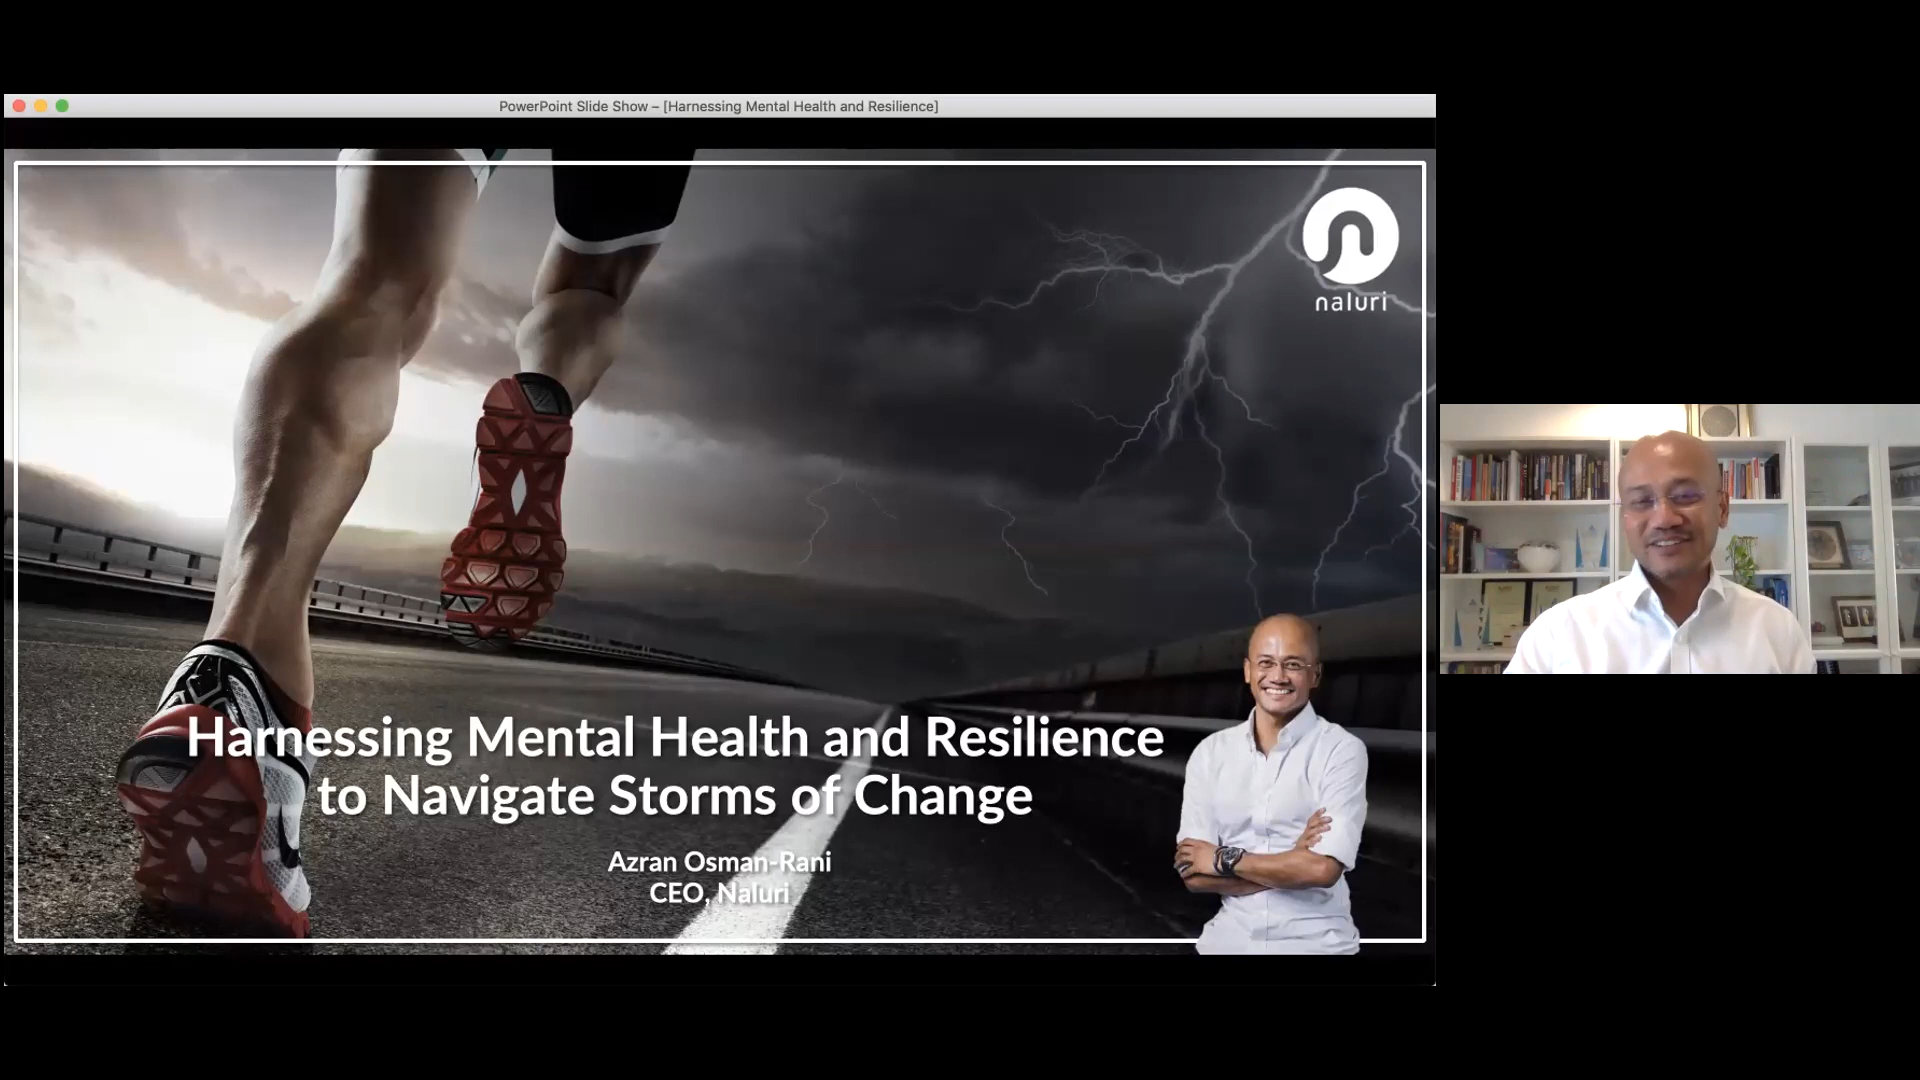 PowerPoint Slide Show – [Harnessing Mental Health and Resilience]
naluri
Harnessing Mental Health and Resilience
to Navigate Storms of Change
Azran Osman-Rani
CEO, Naluri